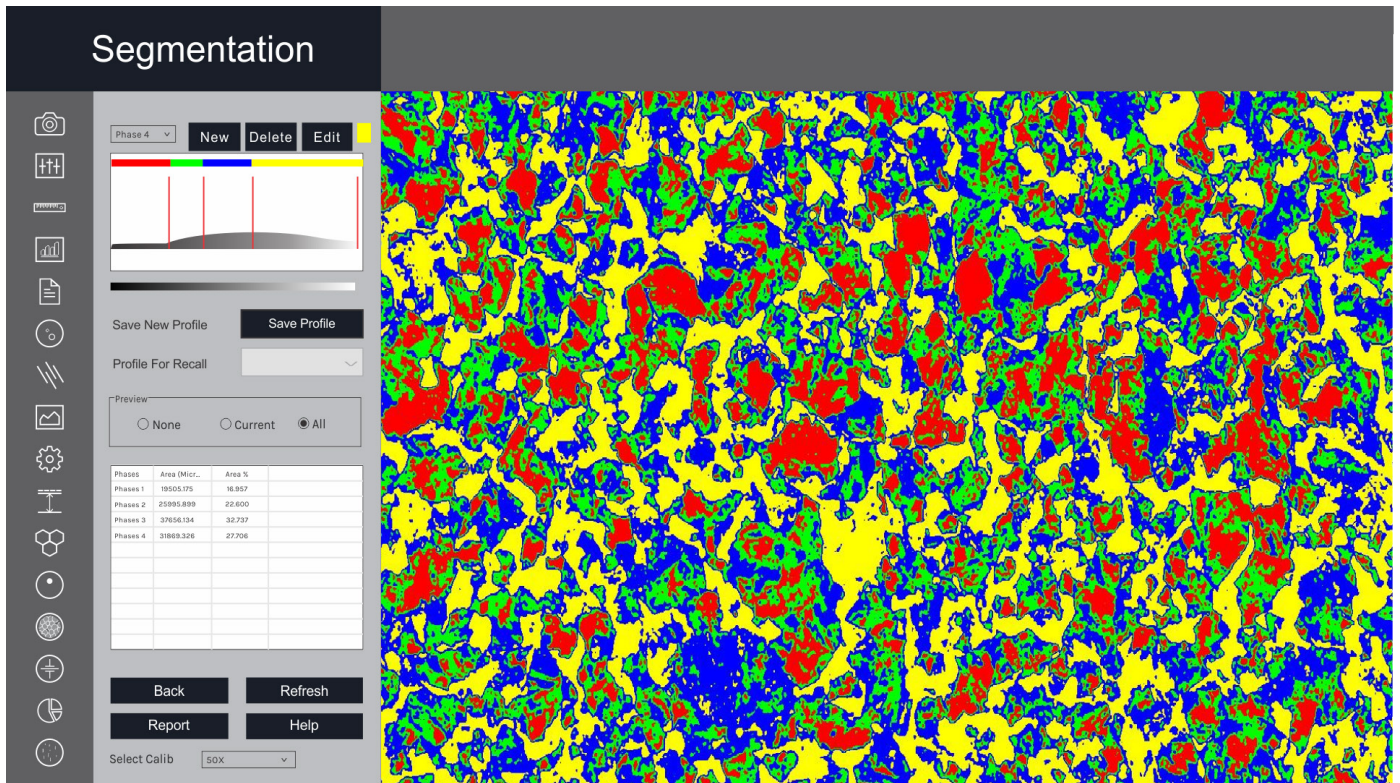 Segmentation
Phase 4
New
Delete
Edit
Save New Profile
Save Profile
Profile For Recall
Preview
None
Current
All
Phases Area (Micr... Area %
Phases 1 19505.175 16.957
Phases 2 25995.899 22.600
Phases 3 37656.134 32.737
Phases 4 31869.326 27.706
Back
Refresh
Report
Help
Select Calib
50X